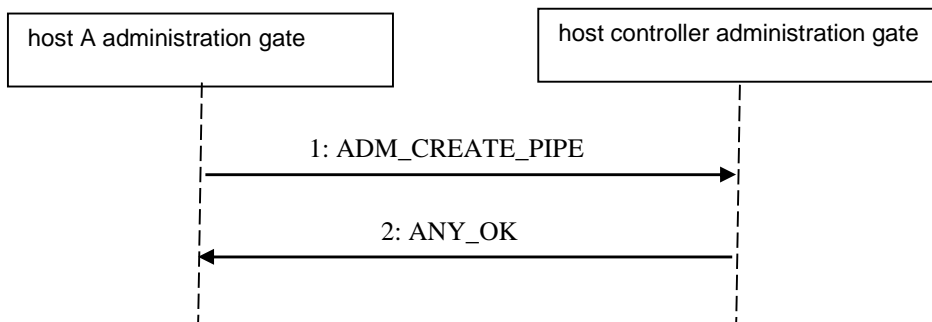 host A administration gate
host controller administration gate
1: ADM_CREATE_PIPE
2: ANY_OK